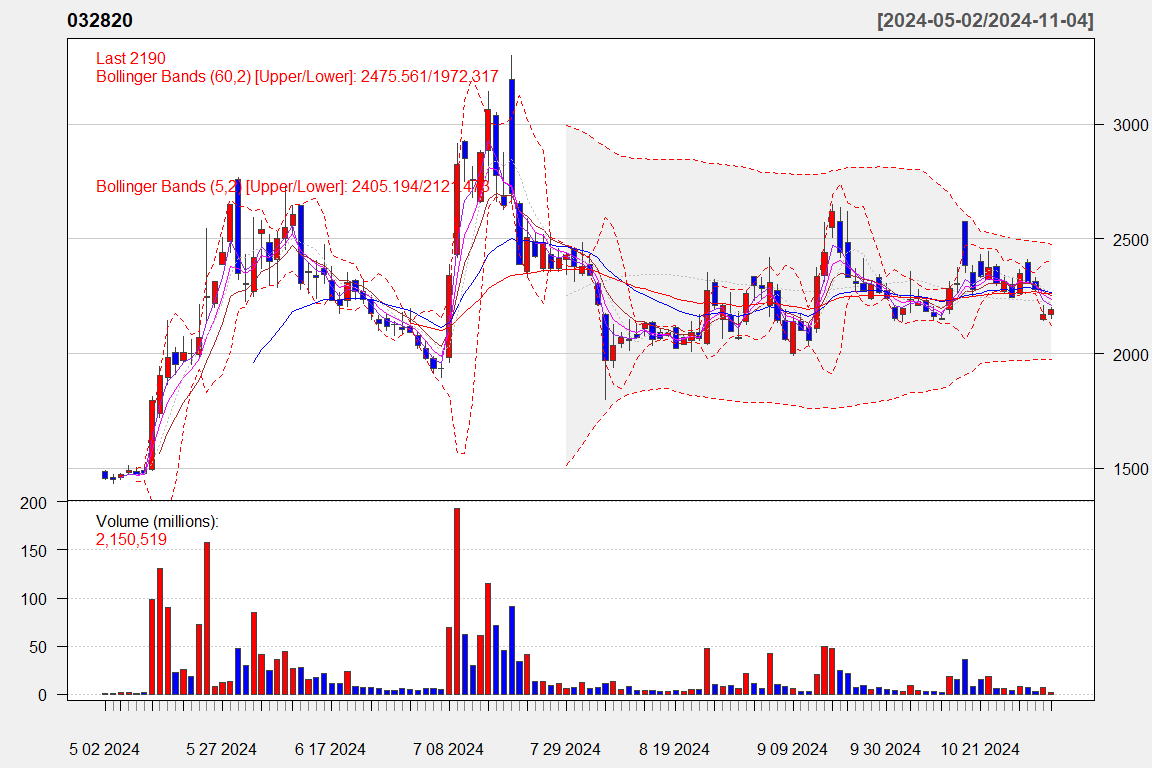 032820 [2024-05-02/2024-11-04]
Last 2190
Bollinger Bands (60,2) [Upper/Lower]: 2475.561/1972.317
Bollinger Bands (5,2) [Upper/Lower]: 2405.194/212
3000
2500
2000
1500
200
150
100
50
0
Volume (millions):
2,150,519
5 02 2024 5 27 2024 6 17 2024 7 08 2024 7 29 2024 8 19 2024 9 09 2024 9 30 2024 10 21 2024